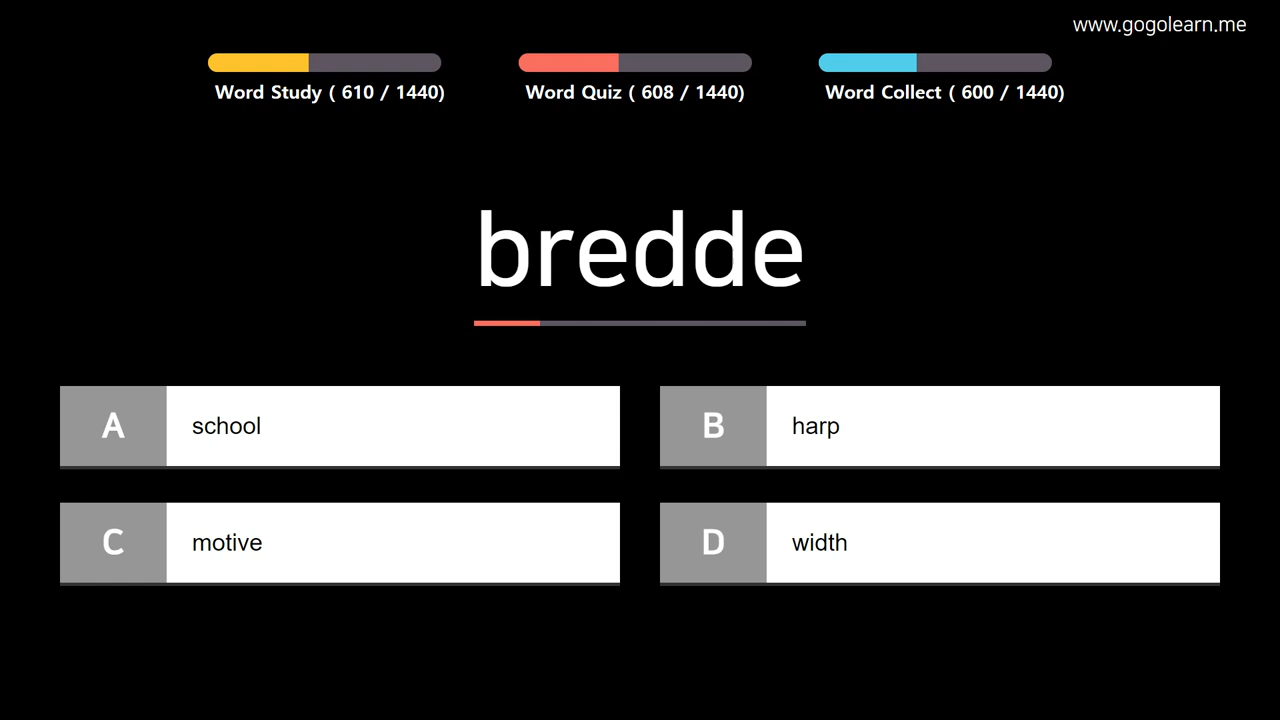 www.gogolearn.me
Word Study ( 610 / 1440)
Word Quiz ( 608 / 1440)
Word Collect ( 600 / 1440)
bredde
A school
B harp
C motive
D width